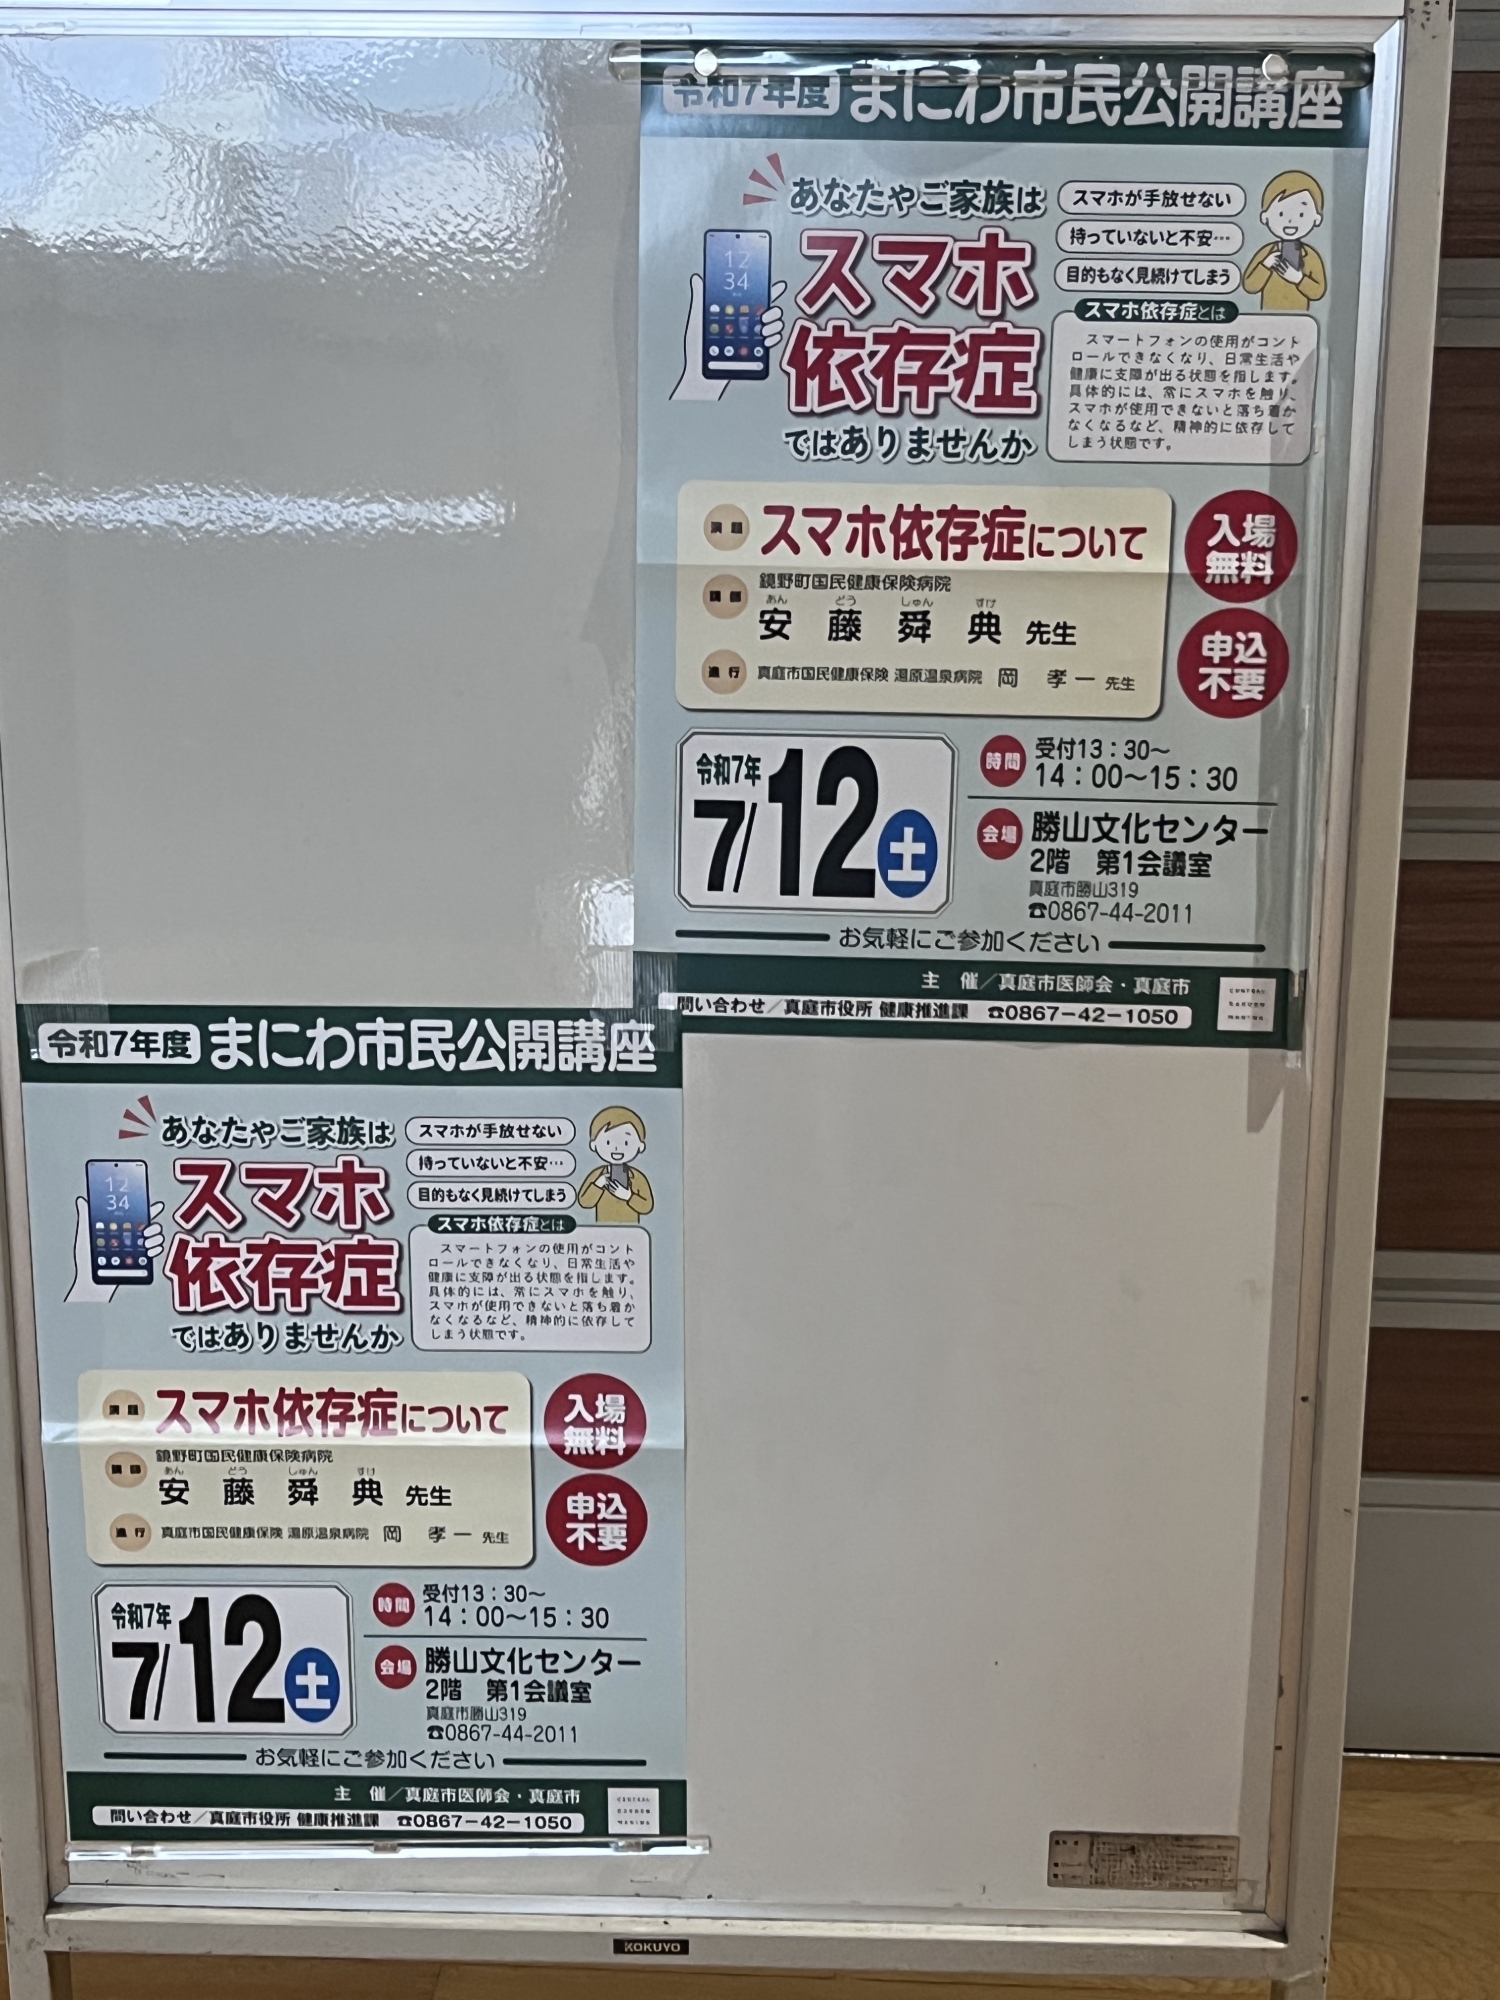 令和7年度 まにわ市民公開講座
あなたやご家族は
スマホ
依存症
ではありませんか
スマホが手放せない
持っていないと不安…
目的もなく見続けてしまう
スマホ依存症とは
スマートフォンの使用がコント
ロールできなくなり、日常生活や
健康に支障が出る状態を指します。
具体的には、常にスマホを触り、
スマホが使用できないと落ち着か
なくなるなど、精神的に依存して
しまう状態です。
12
34
演題 スマホ依存症について
講師 鏡野町国民健康保険病院
あん どう しゅん すけ
安藤舜典 先生
進行 真庭市国民健康保険 湯原温泉病院 岡 孝一 先生
入場
無料
申込
不要
令和7年
7/12 土
時間 受付13:30～
14:00～15:30
会場 勝山文化センター
2階 第1会議室
真庭市勝山319
☎0867-44-2011
お気軽にご参加ください
主 催／真庭市医師会・真庭市
問い合わせ／真庭市役所 健康推進課 ☎0867-42-1050
令和7年度 まにわ市民公開講座
あなたやご家族は
スマホ
依存症
ではありませんか
スマホが手放せない
持っていないと不安…
目的もなく見続けてしまう
スマホ依存症とは
スマートフォンの使用がコント
ロールできなくなり、日常生活や
健康に支障が出る状態を指します。
具体的には、常にスマホを触り、
スマホが使用できないと落ち着か
なくなるなど、精神的に依存して
しまう状態です。
12
34
演題 スマホ依存症について
講師 鏡野町国民健康保険病院
あん どう しゅん すけ
安藤舜典 先生
進行 真庭市国民健康保険 湯原温泉病院 岡 孝一 先生
入場
無料
申込
不要
令和7年
7/12 土
時間 受付13:30～
14:00～15:30
会場 勝山文化センター
2階 第1会議室
真庭市勝山319
☎0867-44-2011
お気軽にご参加ください
主 催／真庭市医師会・真庭市
問い合わせ／真庭市役所 健康推進課 ☎0867-42-1050
KOKUYO